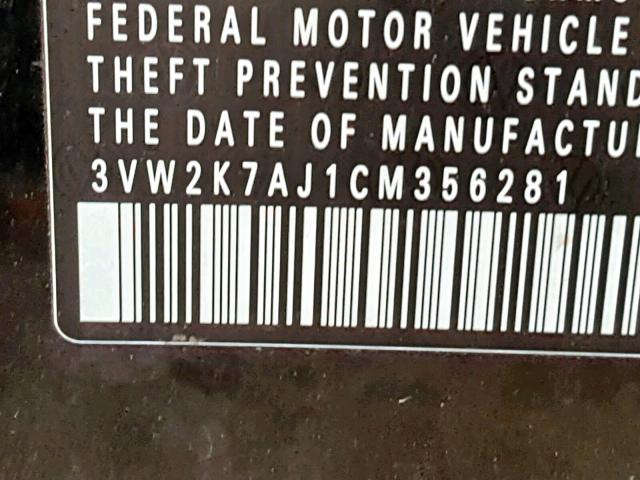 FEDERAL MOTOR VEHICLE
THEFT PREVENTION STAND
THE DATE OF MANUFACTU
3VW2K7AJ1CM356281